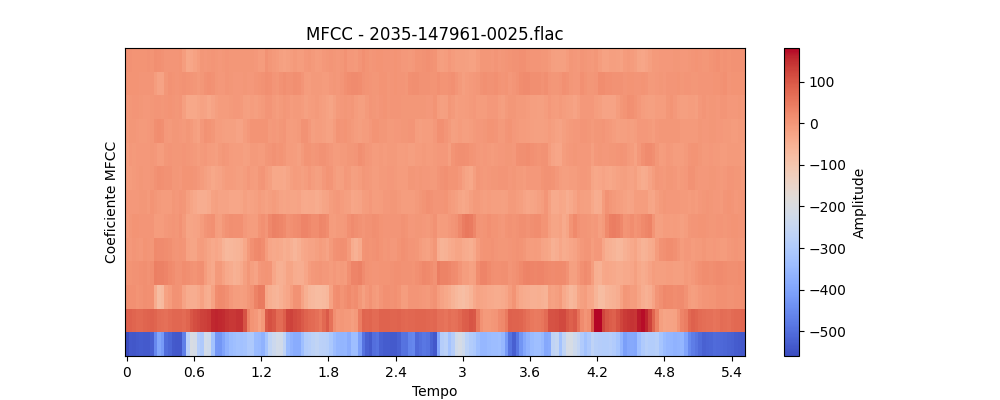 MFCC - 2035-147961-0025.flac
Coeficiente MFCC
0 0.6 1.2 1.8 2.4 3 3.6 4.2 4.8 5.4
Tempo
100
0
−100
−200
−300
−400
−500
Amplitude